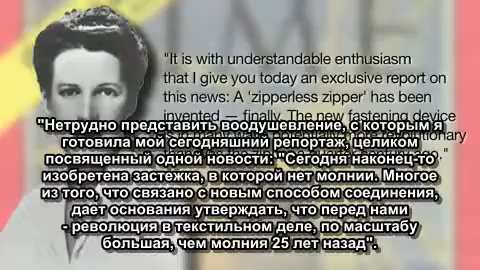 "It is with understandable enthusiasm
that I give you today an exclusive report on
this news: A 'zipperless zipper' has been
invented — finally. The new fastening device
"Нетрудно представить воодушевление, с которым я
готовила мой сегодняшний репортаж, целиком
посвященный одной новости: "Сегодня наконец-то
изобретена застежка, в которой нет молнии. Многое
из того, что связано с новым способом соединения,
дает основания утверждать, что перед нами
- революция в текстильном деле, по масштабу
большая, чем молния 25 лет назад".